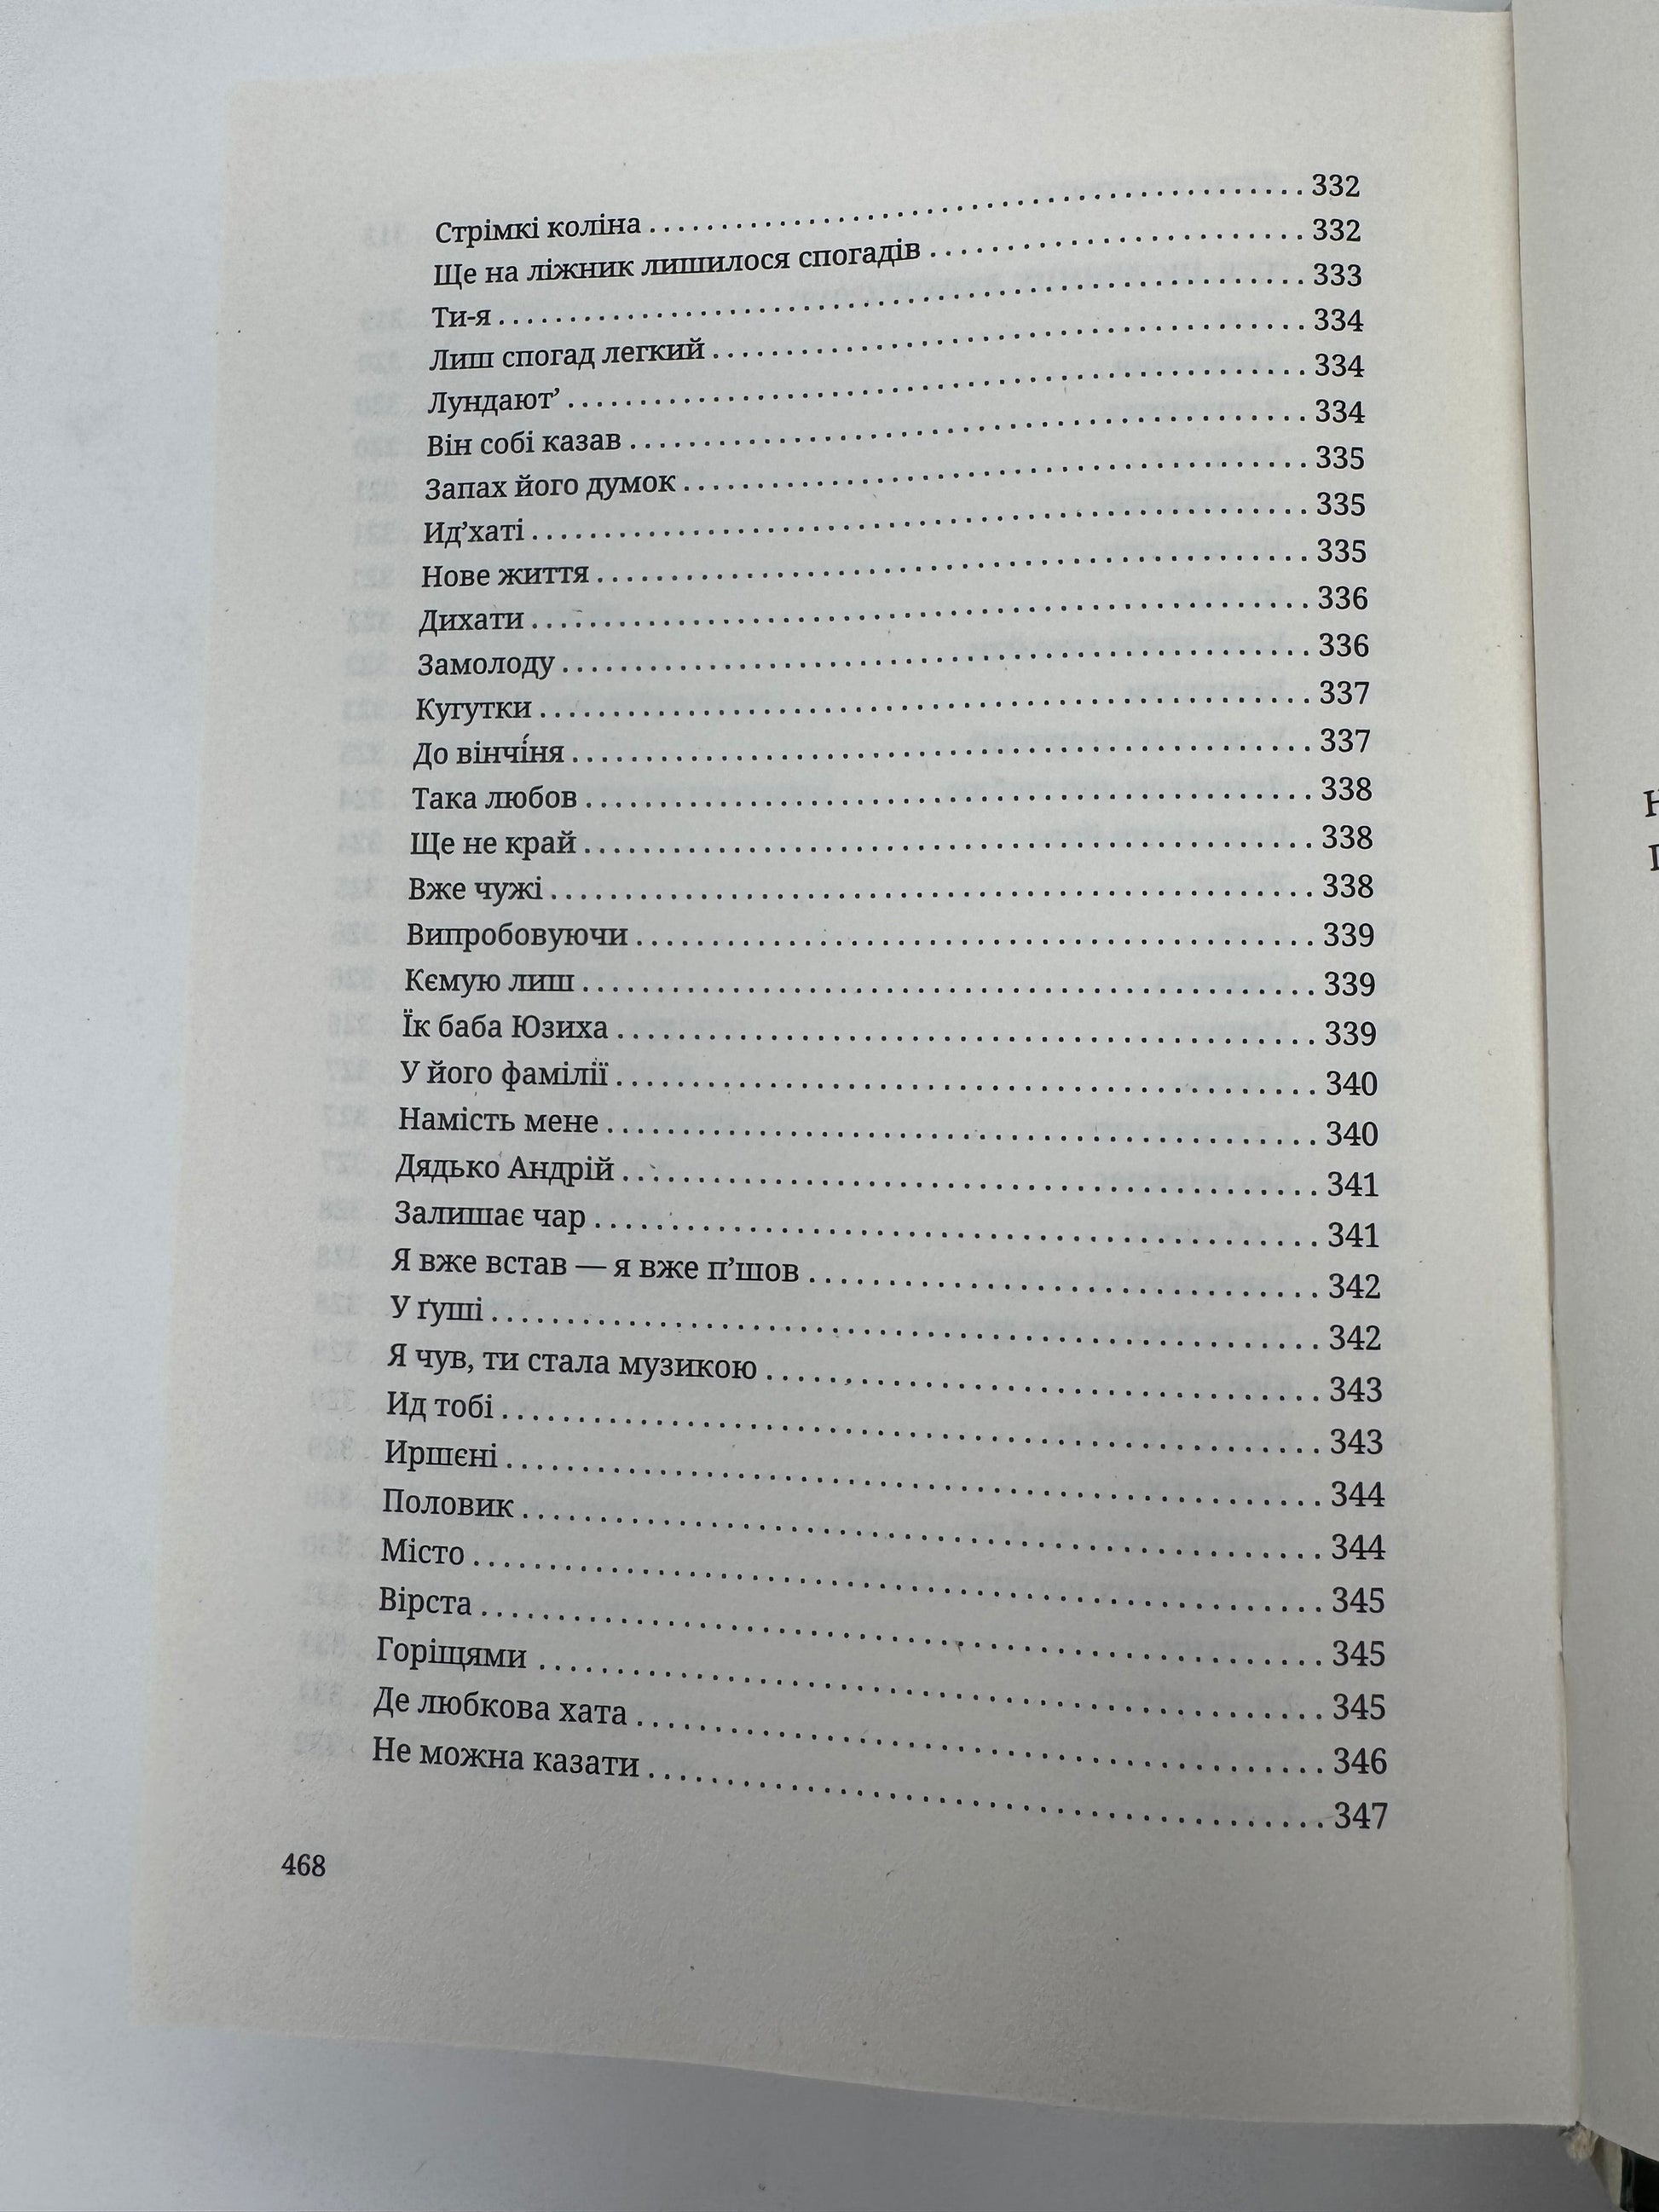 Стрімкі коліна . . . . . . . . . . 332
Ще на ліжник лишилося спогадів . . . . . . . . . . 332
Ти-я . . . . . . . . . . 333
Лиш спогад легкий . . . . . . . . . . 334
Лундают’ . . . . . . . . . . 334
Він собі казав . . . . . . . . . . 334
Запах його думок . . . . . . . . . . 335
Ид’хаті . . . . . . . . . . 335
Нове життя . . . . . . . . . . 335
Дихати . . . . . . . . . . 336
Замолоду . . . . . . . . . . 336
Кугутки . . . . . . . . . . 337
До вінчі́ня . . . . . . . . . . 337
Така любов . . . . . . . . . . 338
Ще не край . . . . . . . . . . 338
Вже чужі . . . . . . . . . . 338
Випробовуючи . . . . . . . . . . 339
Кємую лиш . . . . . . . . . . 339
Їк баба Юзиха . . . . . . . . . . 339
У його фамілії . . . . . . . . . . 340
Намість мене . . . . . . . . . . 340
Дядько Андрій . . . . . . . . . . 341
Залишає чар . . . . . . . . . . 341
Я вже встав — я вже п’шов . . . . . . . . . . 342
У ґуші . . . . . . . . . . 342
Я чув, ти стала музикою . . . . . . . . . . 343
Ид тобі . . . . . . . . . . 343
Иршєні . . . . . . . . . . 344
Половик . . . . . . . . . . 344
Місто . . . . . . . . . . 345
Вірста . . . . . . . . . . 345
Горіщями . . . . . . . . . . 345
Де любкова хата . . . . . . . . . . 346
Не можна казати . . . . . . . . . . 347
468